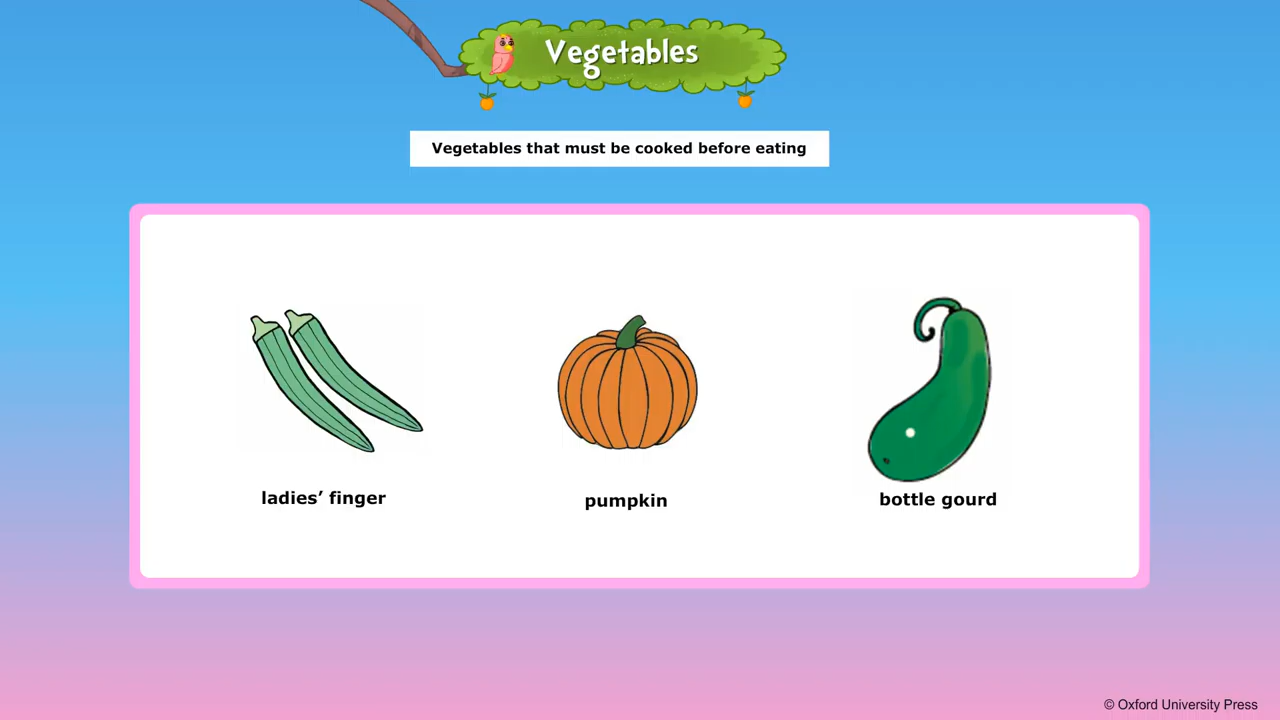 Vegetables
Vegetables that must be cooked before eating
ladies’ finger
pumpkin
bottle gourd
© Oxford University Press